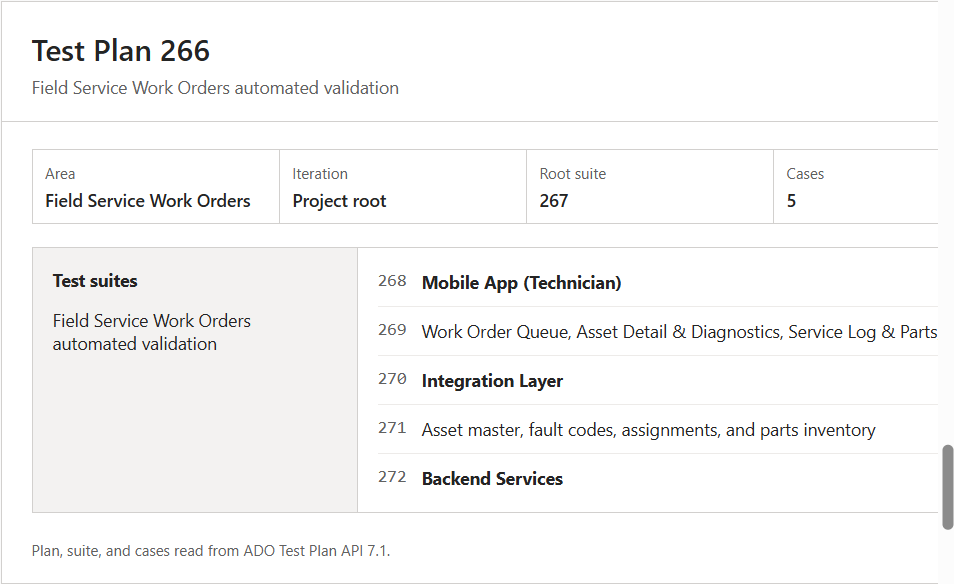 Test Plan 266
Field Service Work Orders automated validation
Area
Field Service Work Orders
Iteration
Project root
Root suite
267
Cases
5
Test suites
Field Service Work Orders
automated validation
268 Mobile App (Technician)
269 Work Order Queue, Asset Detail & Diagnostics, Service Log & Parts
270 Integration Layer
271 Asset master, fault codes, assignments, and parts inventory
272 Backend Services
Plan, suite, and cases read from ADO Test Plan API 7.1.